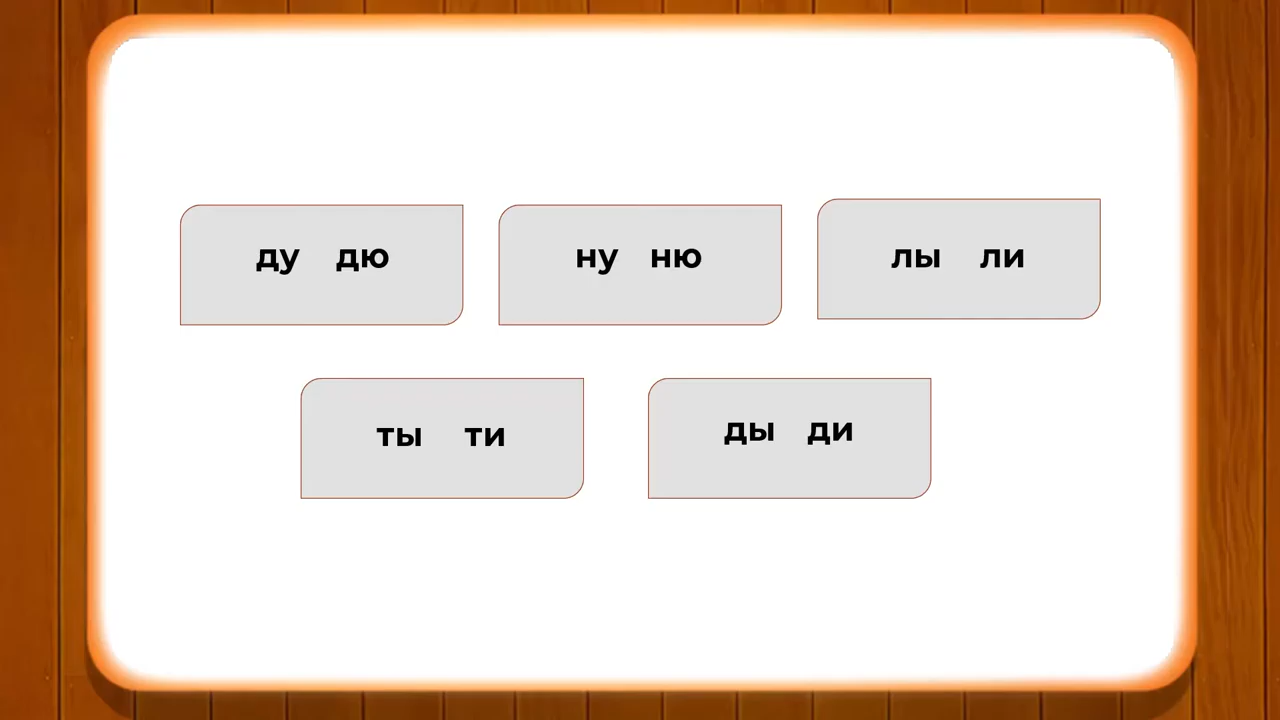 ду дю
ну ню
лы ли
ты ти
ды ди